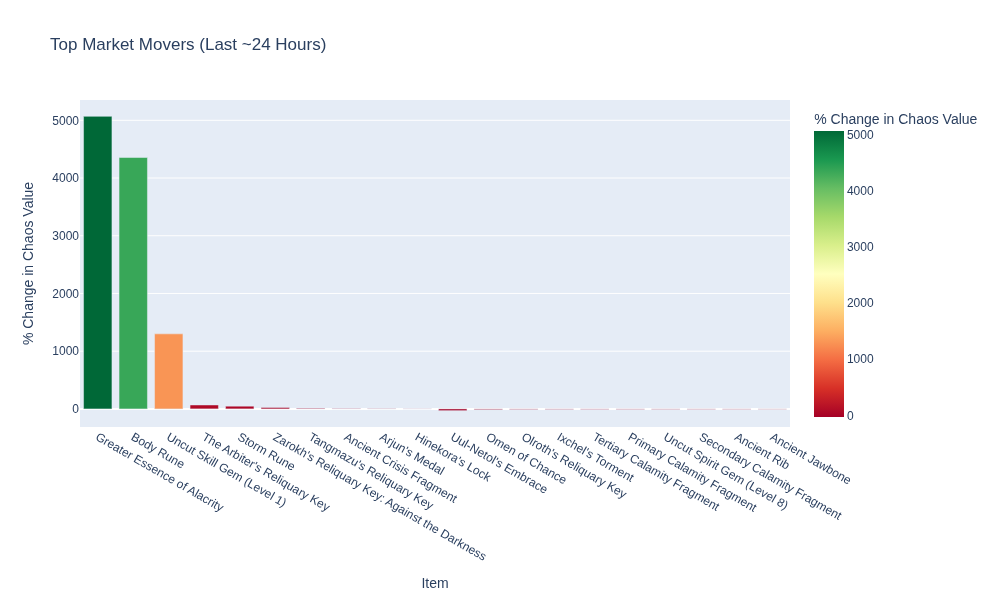 Top Market Movers (Last ~24 Hours)
% Change in Chaos Value
5000
4000
3000
2000
1000
0
Greater Essence of Alacrity
Body Rune
Uncut Skill Gem (Level 1)
The Arbiter's Reliquary Key
Storm Rune
Zarokh's Reliquary Key: Against the Darkness
Tangmazu's Reliquary Key
Ancient Crisis Fragment
Arjun's Medal
Hinekora's Lock
Uul-Netol's Embrace
Omen of Chance
Olroth's Reliquary Key
Ixchel's Torment
Tertiary Calamity Fragment
Primary Calamity Fragment
Uncut Spirit Gem (Level 8)
Secondary Calamity Fragment
Ancient Rib
Ancient Jawbone
Item
% Change in Chaos Value
5000
4000
3000
2000
1000
0